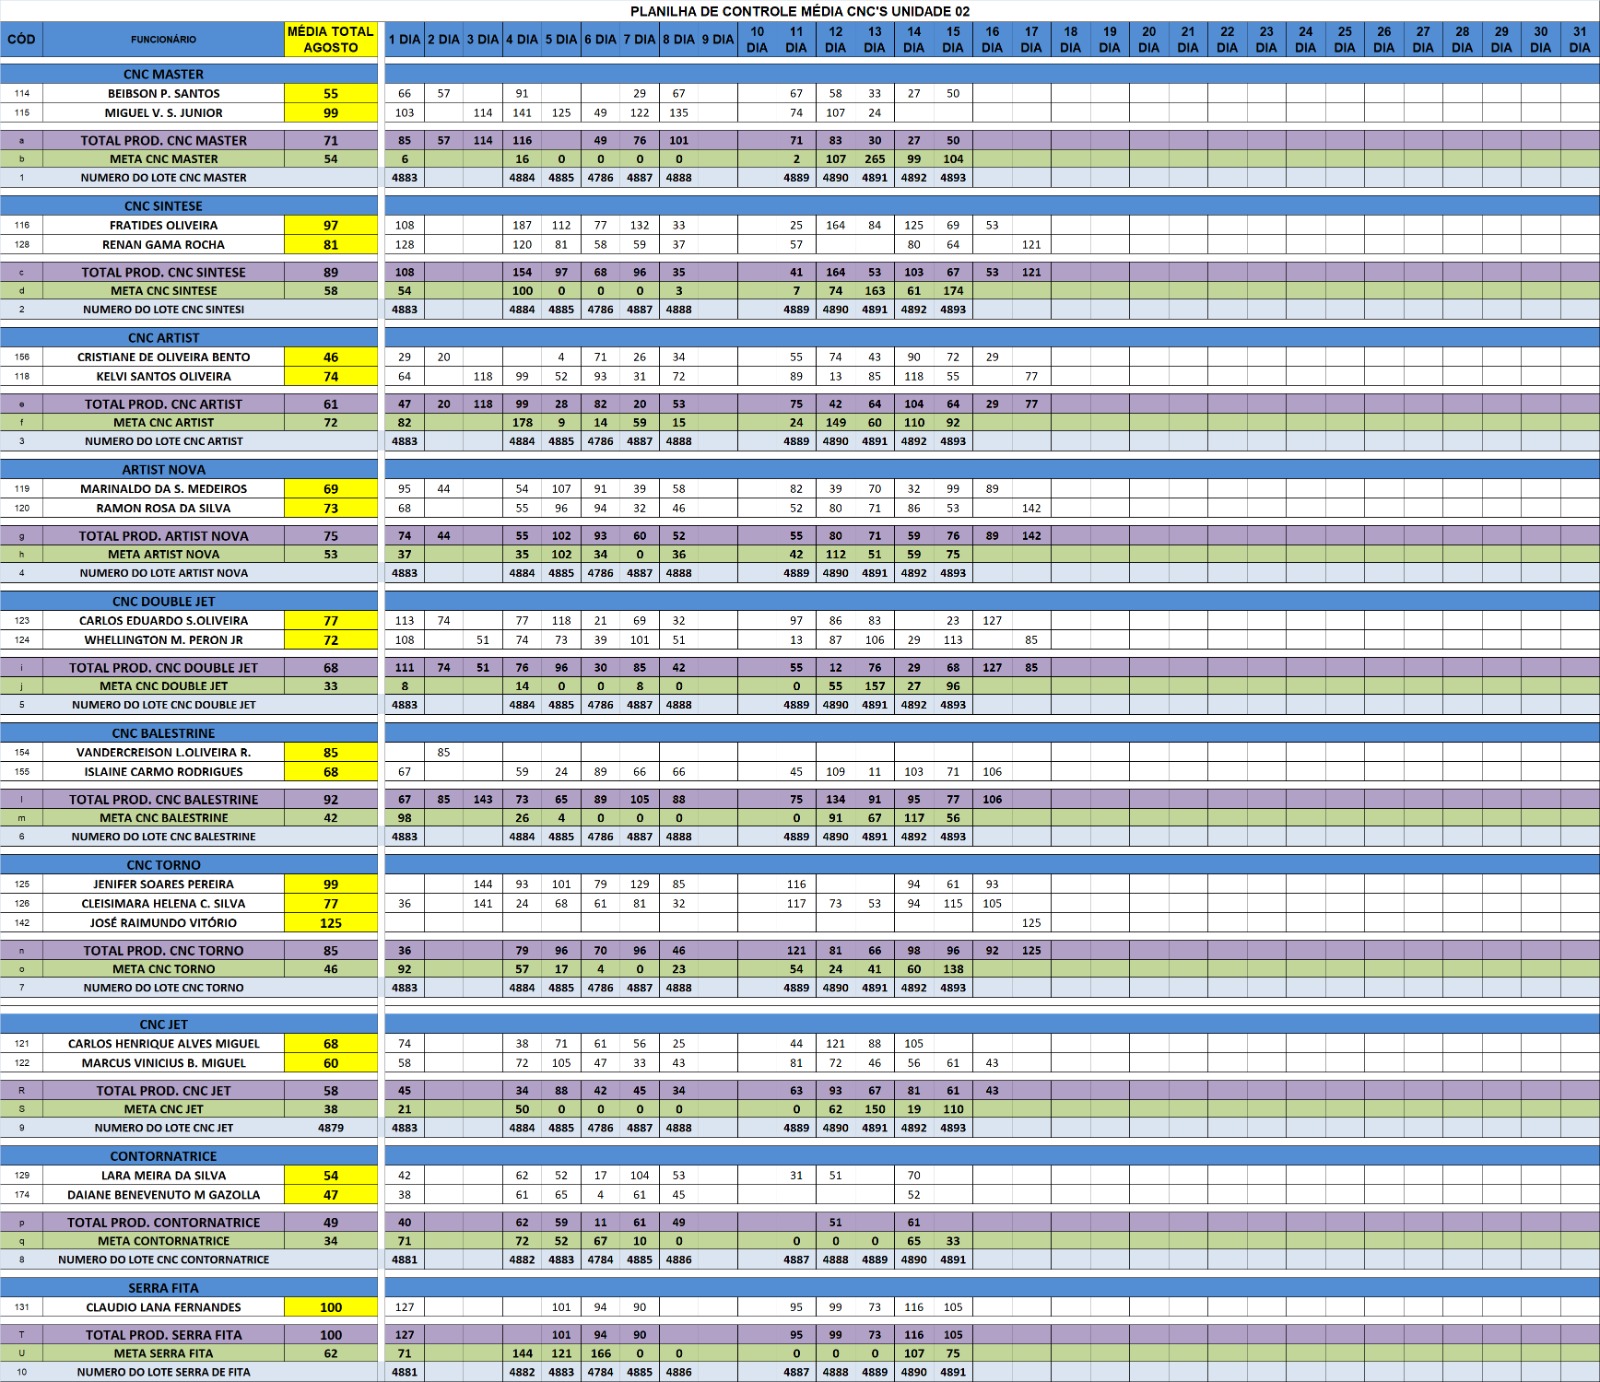 PLANILHA DE CONTROLE MÉDIA CNC'S UNIDADE 02
CÓD FUNCIONÁRIO MÉDIA TOTAL AGOSTO 1 DIA 2 DIA 3 DIA 4 DIA 5 DIA 6 DIA 7 DIA 8 DIA 9 DIA 10 DIA 11 DIA 12 DIA 13 DIA 14 DIA 15 DIA 16 DIA 17 DIA 18 DIA 19 DIA 20 DIA 21 DIA 22 DIA 23 DIA 24 DIA 25 DIA 26 DIA 27 DIA 28 DIA 29 DIA 30 DIA 31 DIA
CNC MASTER
114 BEIBSON P. SANTOS 55 66 57 91 29 67 67 58 33 27 50
115 MIGUEL V. S. JUNIOR 99 103 114 141 125 49 122 135 74 107 24
a TOTAL PROD. CNC MASTER 71 85 57 114 116 49 76 101 71 83 30 27 50
b META CNC MASTER 54 6 16 0 0 0 0 2 107 265 99 104
1 NUMERO DO LOTE CNC MASTER 4883 4884 4885 4786 4887 4888 4889 4890 4891 4892 4893
CNC SINTESE
116 FRATIDES OLIVEIRA 97 108 187 112 77 132 33 25 164 84 125 69 53
128 RENAN GAMA ROCHA 81 128 120 81 58 59 37 57 80 64 121
c TOTAL PROD. CNC SINTESE 89 108 154 97 68 96 35 41 164 53 103 67 53 121
d META CNC SINTESE 58 54 100 0 0 0 3 7 74 163 61 174
2 NUMERO DO LOTE CNC SINTESI 4883 4884 4885 4786 4887 4888 4889 4890 4891 4892 4893
CNC ARTIST
156 CRISTIANE DE OLIVEIRA BENTO 46 29 20 4 71 26 34 55 74 43 90 72 29
118 KELVI SANTOS OLIVEIRA 74 64 118 99 52 93 31 72 89 13 85 118 55 77
e TOTAL PROD. CNC ARTIST 61 47 20 118 99 28 82 20 53 75 42 64 104 64 29 77
f META CNC ARTIST 72 82 178 9 14 59 15 24 149 60 110 92
3 NUMERO DO LOTE CNC ARTIST 4883 4884 4885 4786 4887 4888 4889 4890 4891 4892 4893
ARTIST NOVA
119 MARINALDO DA S. MEDEIROS 69 95 44 54 107 91 39 58 82 39 70 32 99 89
120 RAMON ROSA DA SILVA 73 68 55 96 94 32 46 52 80 71 86 53 142
g TOTAL PROD. ARTIST NOVA 75 74 44 55 102 93 60 52 55 80 71 59 76 89 142
h META ARTIST NOVA 53 37 35 102 34 0 36 42 112 51 59 75
4 NUMERO DO LOTE ARTIST NOVA 4883 4884 4885 4786 4887 4888 4889 4890 4891 4892 4893
CNC DOUBLE JET
123 CARLOS EDUARDO S.OLIVEIRA 77 113 74 77 118 21 69 32 97 86 83 23 127
124 WHELLINGTON M. PERON JR 72 108 51 74 73 39 101 51 13 87 106 29 113 85
i TOTAL PROD. CNC DOUBLE JET 68 111 74 51 76 96 30 85 42 55 12 76 29 68 127 85
j META CNC DOUBLE JET 33 8 14 0 0 8 0 0 55 157 27 96
5 NUMERO DO LOTE CNC DOUBLE JET 4883 4884 4885 4786 4887 4888 4889 4890 4891 4892 4893
CNC BALESTRINE
154 VANDERCREISON L.OLIVEIRA R. 85 85
155 ISLAINE CARMO RODRIGUES 68 67 59 24 89 66 66 45 109 11 103 71 106
l TOTAL PROD. CNC BALESTRINE 92 67 85 143 73 65 89 105 88 75 134 91 95 77 106
m META CNC BALESTRINE 42 98 26 4 0 0 0 0 91 67 117 56
6 NUMERO DO LOTE CNC BALESTRINE 4883 4884 4885 4786 4887 4888 4889 4890 4891 4892 4893
CNC TORNO
125 JENIFER SOARES PEREIRA 99 144 93 101 79 129 85 116 94 61 93
126 CLEISIMARA HELENA C. SILVA 77 36 141 24 68 61 81 32 117 73 53 94 115 105
142 JOSÉ RAIMUNDO VITÓRIO 125 125
n TOTAL PROD. CNC TORNO 85 36 79 96 70 96 46 121 81 66 98 96 92 125
o META CNC TORNO 46 92 57 17 4 0 23 54 24 41 60 138
7 NUMERO DO LOTE CNC TORNO 4883 4884 4885 4786 4887 4888 4889 4890 4891 4892 4893
CNC JET
121 CARLOS HENRIQUE ALVES MIGUEL 68 74 38 71 61 56 25 44 121 88 105
122 MARCUS VINICIUS B. MIGUEL 60 58 72 105 47 33 43 81 72 46 56 61 43
R TOTAL PROD. CNC JET 58 45 34 88 42 45 34 63 93 67 81 61 43
S META CNC JET 38 21 50 0 0 0 0 0 62 150 19 110
9 NUMERO DO LOTE CNC JET 4879 4883 4884 4885 4786 4887 4888 4889 4890 4891 4892 4893
CONTORNATRICE
129 LARA MEIRA DA SILVA 54 42 62 52 17 104 53 31 51 70
174 DAIANE BENEVENUTO M GAZOLLA 47 38 61 65 4 61 45 52
p TOTAL PROD. CONTORNATRICE 49 40 62 59 11 61 49 51 61
q META CONTORNATRICE 34 71 72 52 67 10 0 0 0 0 65 33
8 NUMERO DO LOTE CNC CONTORNATRICE 4881 4882 4883 4784 4885 4886 4887 4888 4889 4890 4891
SERRA FITA
131 CLAUDIO LANA FERNANDES 100 127 101 94 90 95 99 73 116 105
T TOTAL PROD. SERRA FITA 100 127 101 94 90 95 99 73 116 105
U META SERRA FITA 62 71 144 121 166 0 0 0 0 0 107 75
10 NUMERO DO LOTE SERRA DE FITA 4881 4882 4883 4784 4885 4886 4887 4888 4889 4890 4891